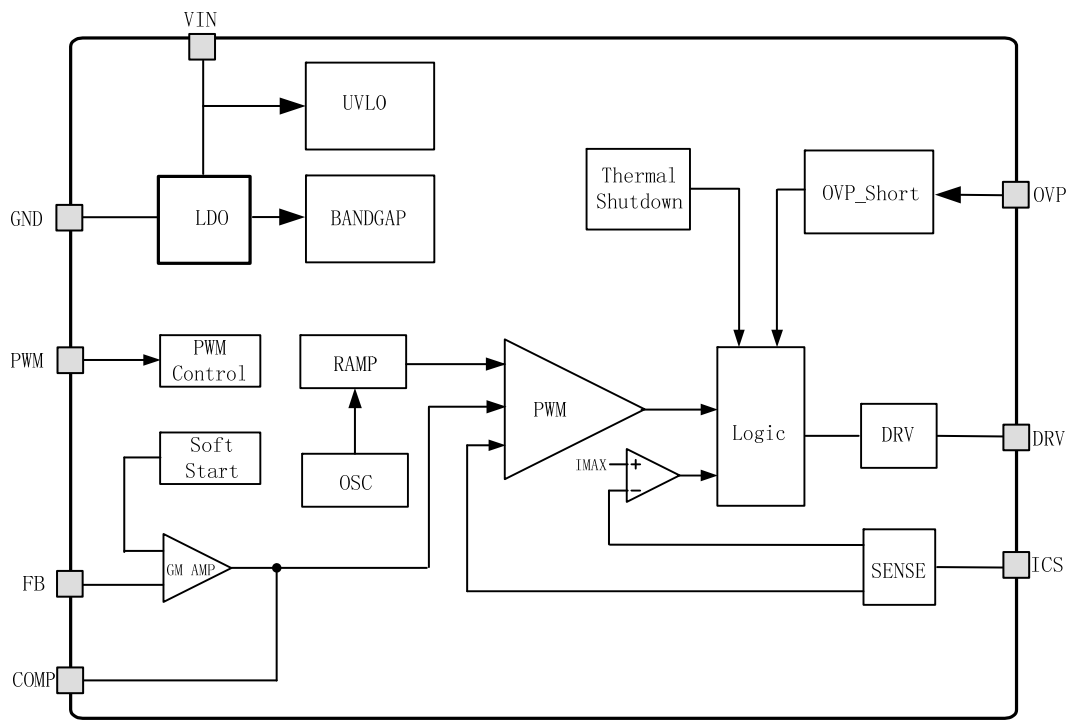 VIN
UVLO
Thermal
Shutdown
OVP_Short
OVP
GND
LDO
BANDGAP
PWM
PWM
Control
RAMP
PWM
Logic
DRV
DRV
Soft
Start
OSC
IMAX
+
−
GM AMP
FB
SENSE
ICS
COMP